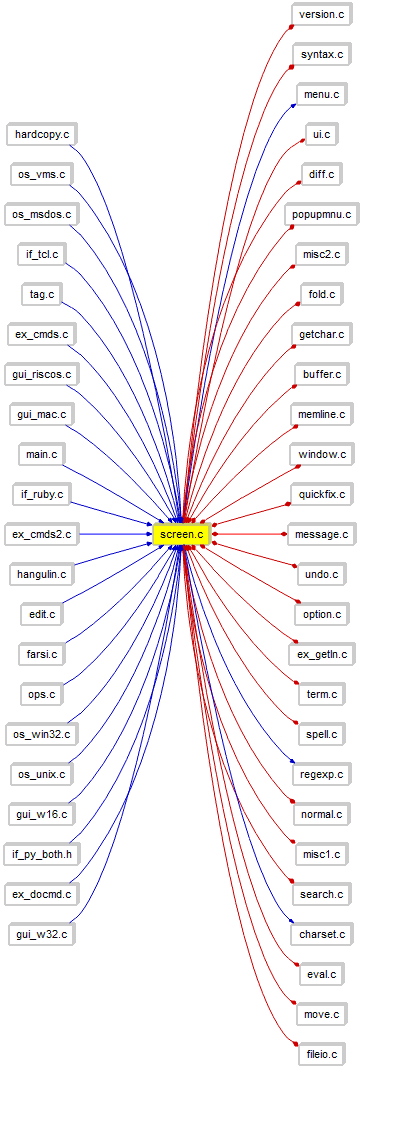 version.c
syntax.c
menu.c
ui.c
diff.c
popupmnu.c
misc2.c
fold.c
getchar.c
buffer.c
memline.c
window.c
quickfix.c
message.c
undo.c
option.c
ex_getln.c
term.c
spell.c
regexp.c
normal.c
misc1.c
search.c
charset.c
eval.c
move.c
fileio.c
screen.c
hardcopy.c
os_vms.c
os_msdos.c
if_tcl.c
tag.c
ex_cmds.c
gui_riscos.c
gui_mac.c
main.c
if_ruby.c
ex_cmds2.c
hangulin.c
edit.c
farsi.c
ops.c
os_win32.c
os_unix.c
gui_w16.c
if_py_both.h
ex_docmd.c
gui_w32.c